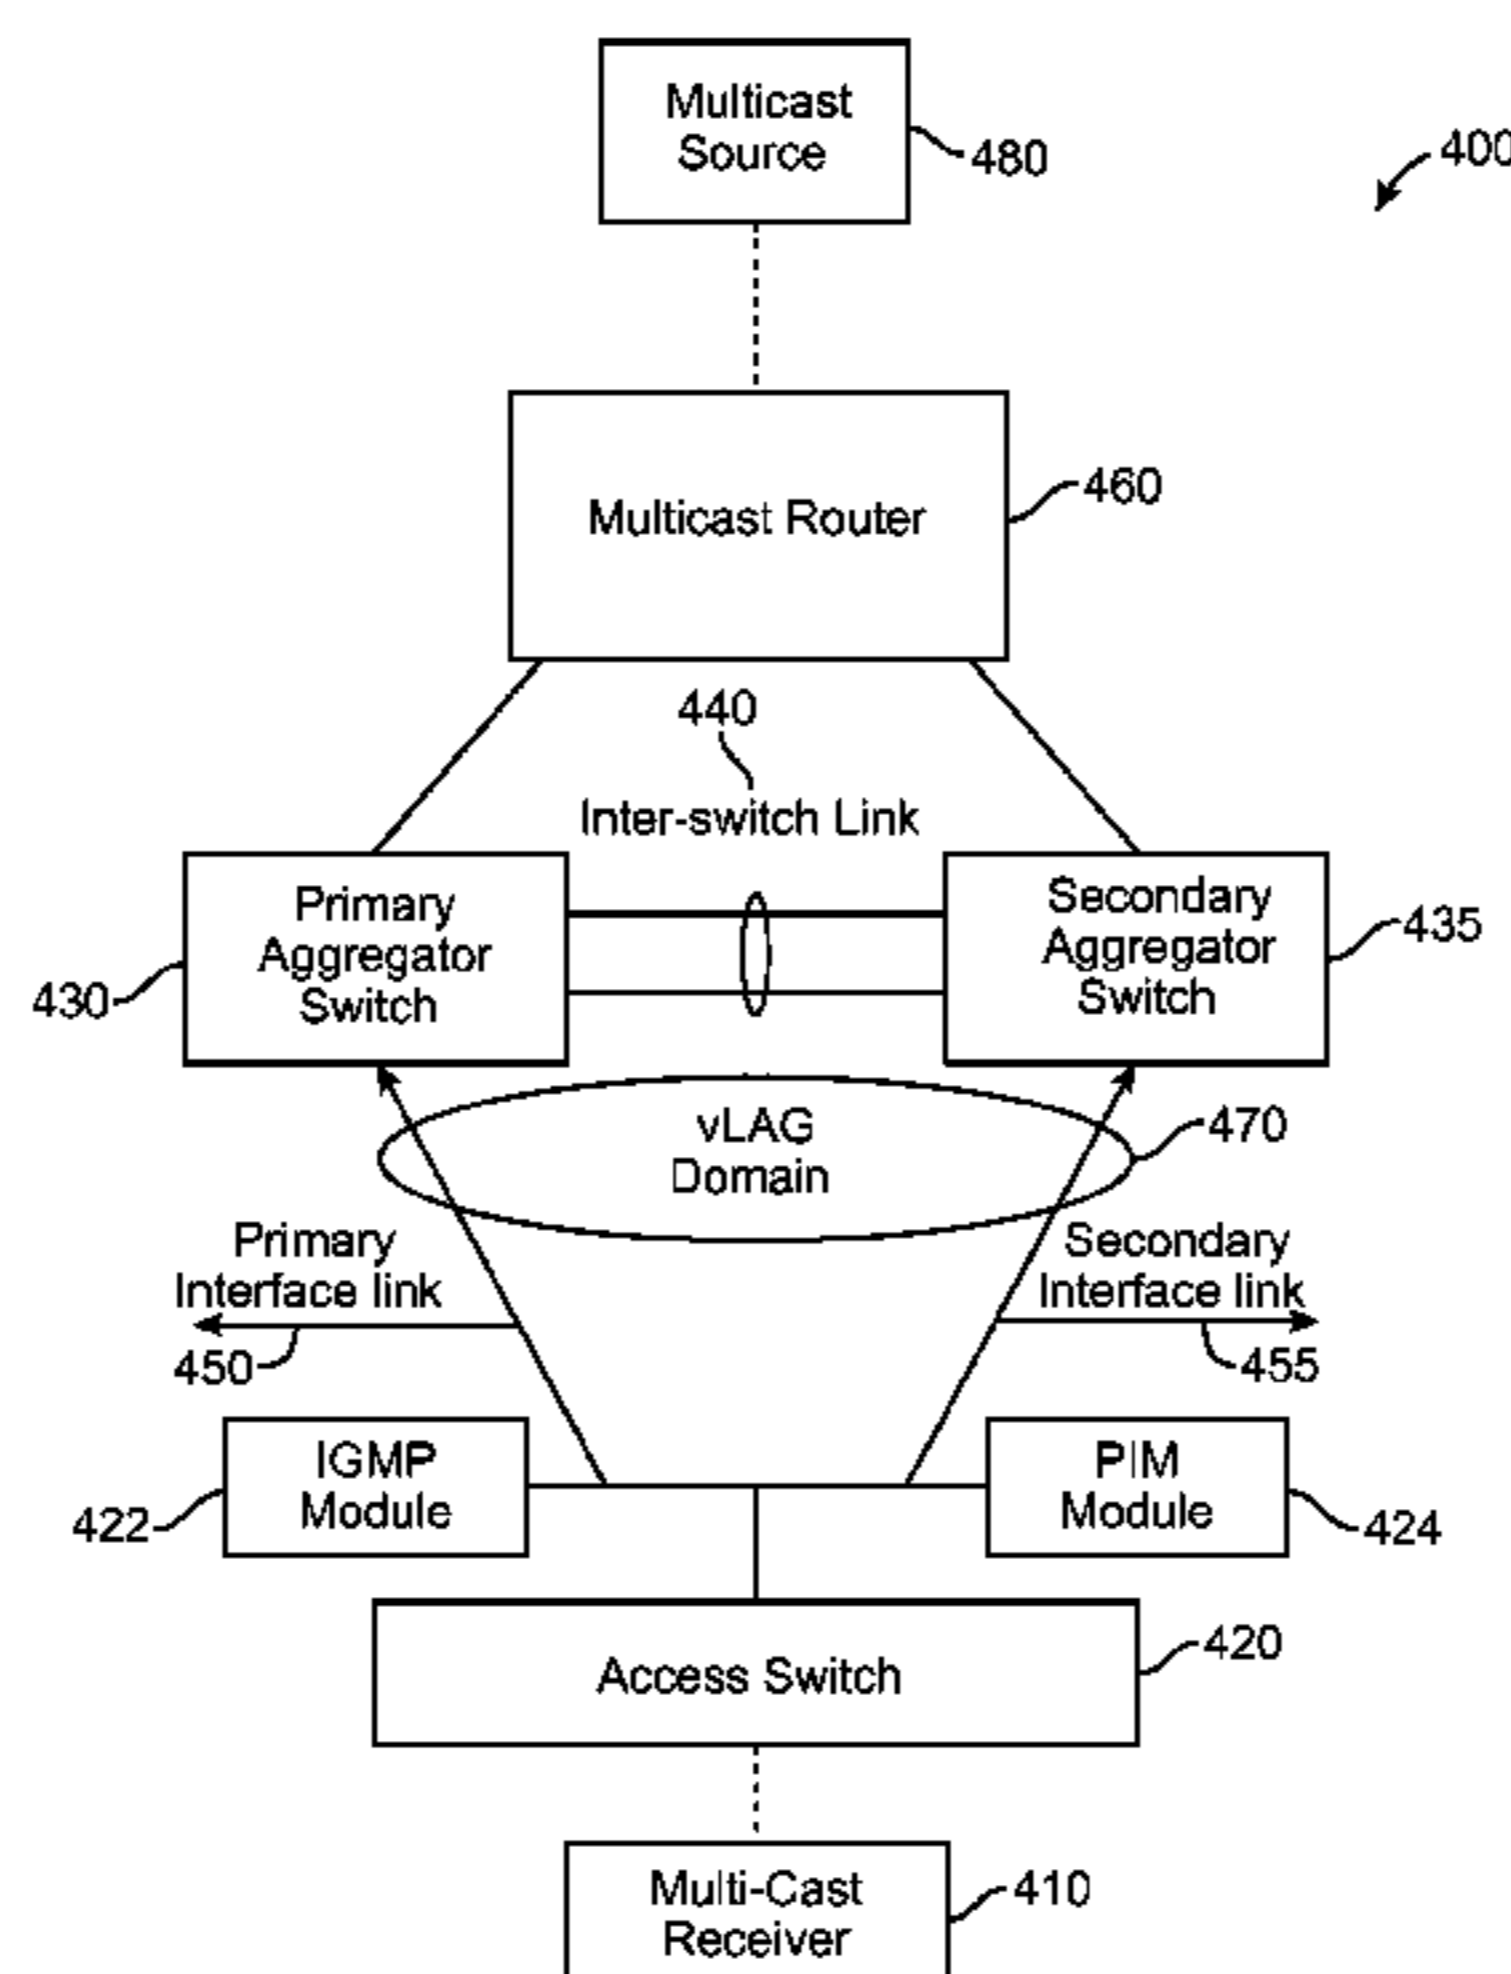 Multicast
Source
480
400
Multicast Router
460
440
Inter-switch Link
Primary
Aggregator
Switch
430
Secondary
Aggregator
Switch
435
vLAG
Domain
470
Primary
Interface link
450
Secondary
Interface link
455
IGMP
Module
422
PIM
Module
424
Access Switch
420
Multi-Cast
Receiver
410